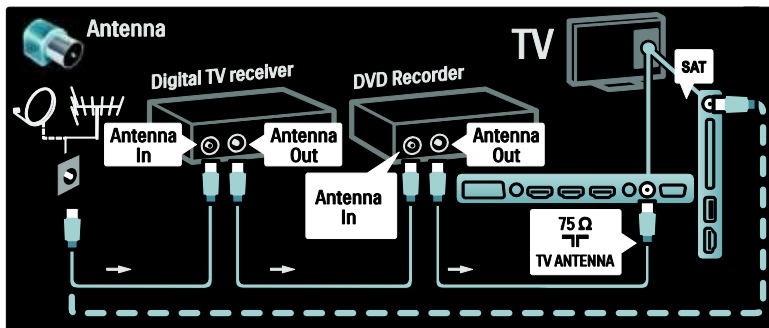 Antenna
TV
Digital TV receiver
DVD Recorder
SAT
Antenna
In
Antenna
Out
Antenna
In
Antenna
Out
75 Ω
TV ANTENNA